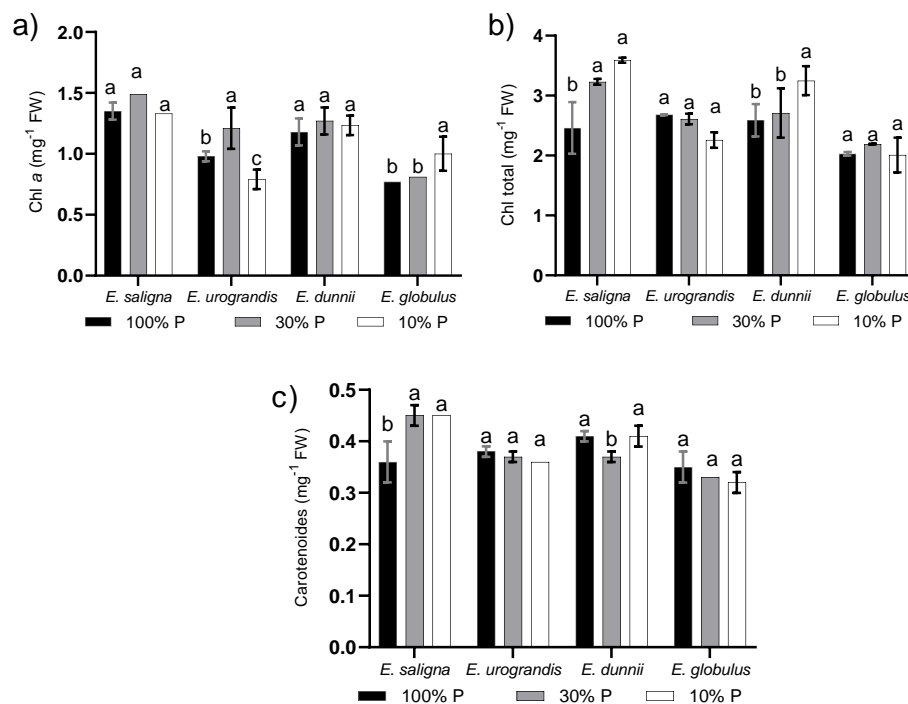 a)
Chl a (mg-1 FW)
2.0
1.5
1.0
0.5
0.0
a a a
b a c
a a a
b b a
E. saligna E. urograndis E. dunnii E. globulus
100% P 30% P 10% P
b)
Chl total (mg-1 FW)
4
3
2
1
0
b a a
a a a
b b a
a a a
E. saligna E. urograndis E. dunnii E. globulus
100% P 30% P 10% P
c)
Carotenoides (mg-1 FW)
0.5
0.4
0.3
0.2
0.1
0.0
b a a
a a a
a b a
a a a
E. saligna E. urograndis E. dunnii E. globulus
100% P 30% P 10% P